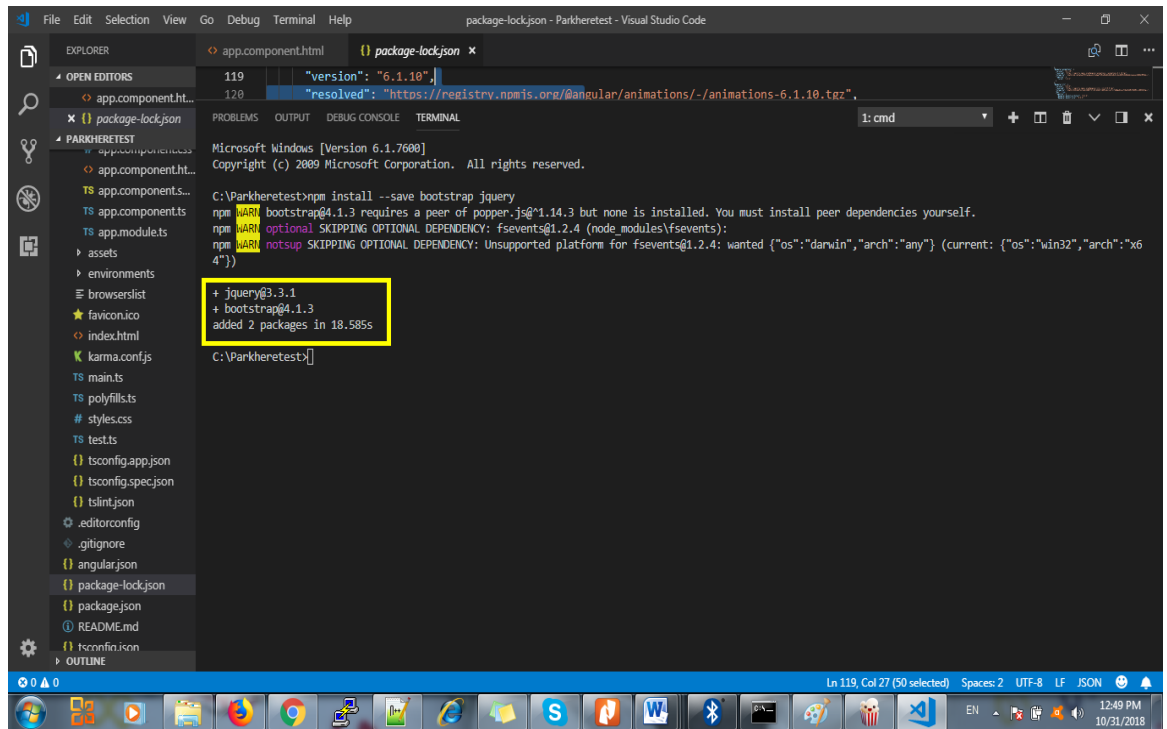 File Edit Selection View Go Debug Terminal Help package-lock.json - Parkheretest - Visual Studio Code
EXPLORER
app.component.html
{} package-lock.json ×
OPEN EDITORS
app.component.ht...
× {} package-lock.json
PARKHERETEST
# app.component.css
app.component.ht...
TS app.component.s...
TS app.component.ts
TS app.module.ts
assets
environments
browserslist
favicon.ico
index.html
karma.conf.js
TS main.ts
TS polyfills.ts
# styles.css
TS test.ts
{} tsconfig.app.json
{} tsconfig.spec.json
{} tslint.json
.editorconfig
.gitignore
{} angular.json
{} package-lock.json
{} package.json
README.md
{} tsconfig.json
OUTLINE
119 "version": "6.1.10",
120 "resolved": "https://registry.npmjs.org/@angular/animations/-/animations-6.1.10.tgz",
PROBLEMS OUTPUT DEBUG CONSOLE TERMINAL
1: cmd
Microsoft Windows [Version 6.1.7600]
Copyright (c) 2009 Microsoft Corporation. All rights reserved.
C:\Parkheretest>npm install --save bootstrap jquery
npm WARN bootstrap@4.1.3 requires a peer of popper.js@^1.14.3 but none is installed. You must install peer dependencies yourself.
npm WARN optional SKIPPING OPTIONAL DEPENDENCY: fsevents@1.2.4 (node_modules\fsevents):
npm WARN notsup SKIPPING OPTIONAL DEPENDENCY: Unsupported platform for fsevents@1.2.4: wanted {"os":"darwin","arch":"any"} (current: {"os":"win32","arch":"x6
4"})
+ jquery@3.3.1
+ bootstrap@4.1.3
added 2 packages in 18.585s
C:\Parkheretest>
0 0
Ln 119, Col 27 (50 selected) Spaces: 2 UTF-8 LF JSON
EN
12:49 PM
10/31/2018